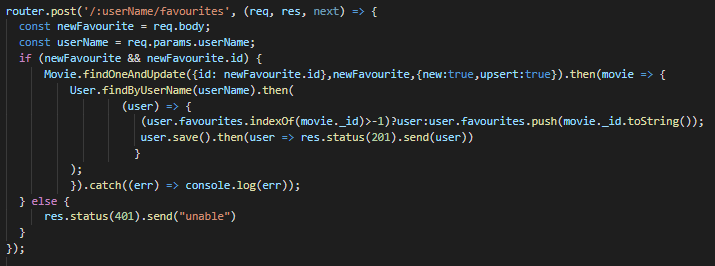 router.post('/:userName/favourites', (req, res, next) => {
  const newFavourite = req.body;
  const userName = req.params.userName;
  if (newFavourite && newFavourite.id) {
      Movie.findOneAndUpdate({id: newFavourite.id},newFavourite,{new:true,upsert:true}).then(movie => {
          User.findByUserName(userName).then(
                  (user) => {
                     (user.favourites.indexOf(movie._id)>-1)?user:user.favourites.push(movie._id.toString());
                     user.save().then(user => res.status(201).send(user))
                    }
          );
          }).catch((err) => console.log(err));
  } else {
      res.status(401).send("unable")
  }
});